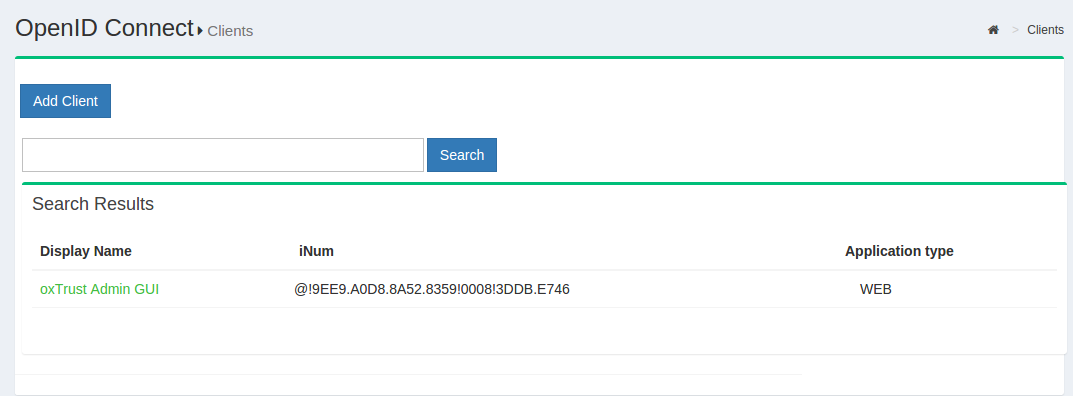 OpenID Connect Clients
> Clients
Add Client
Search
Search Results
Display Name iNum Application type
oxTrust Admin GUI @!9EE9.A0D8.8A52.8359!0008!3DDB.E746 WEB